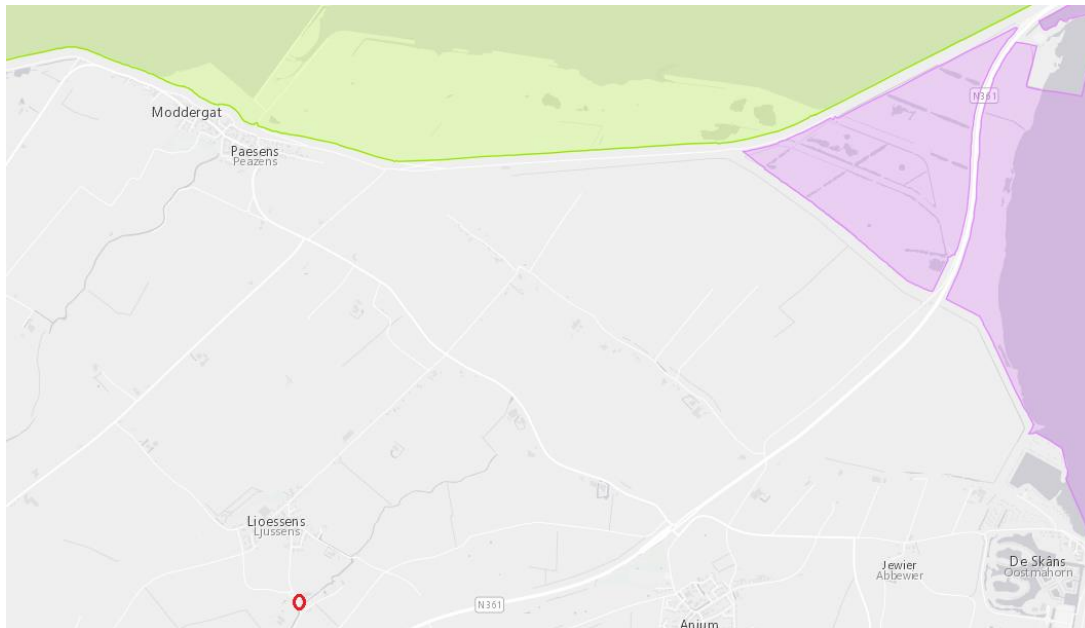 N361
Moddergat
Paesens
Peazens
Lioessens
Ljussens
De Skâns
Oostmahorn
Jewier
Abbewier
N361
Anjum